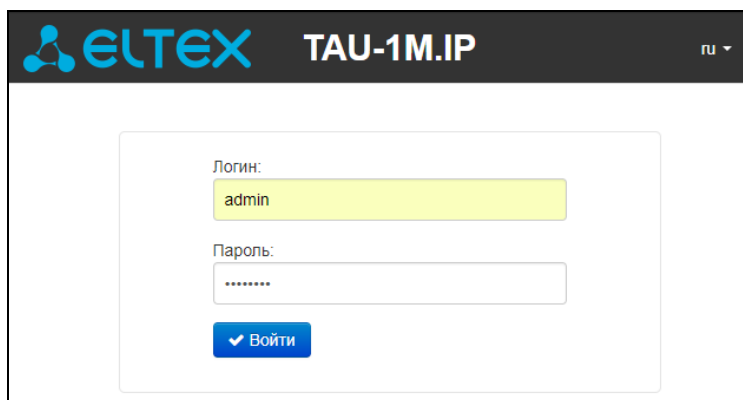 ELTEX TAU-1M.IP ru
Логин:
admin
Пароль:
••••••••
Войти